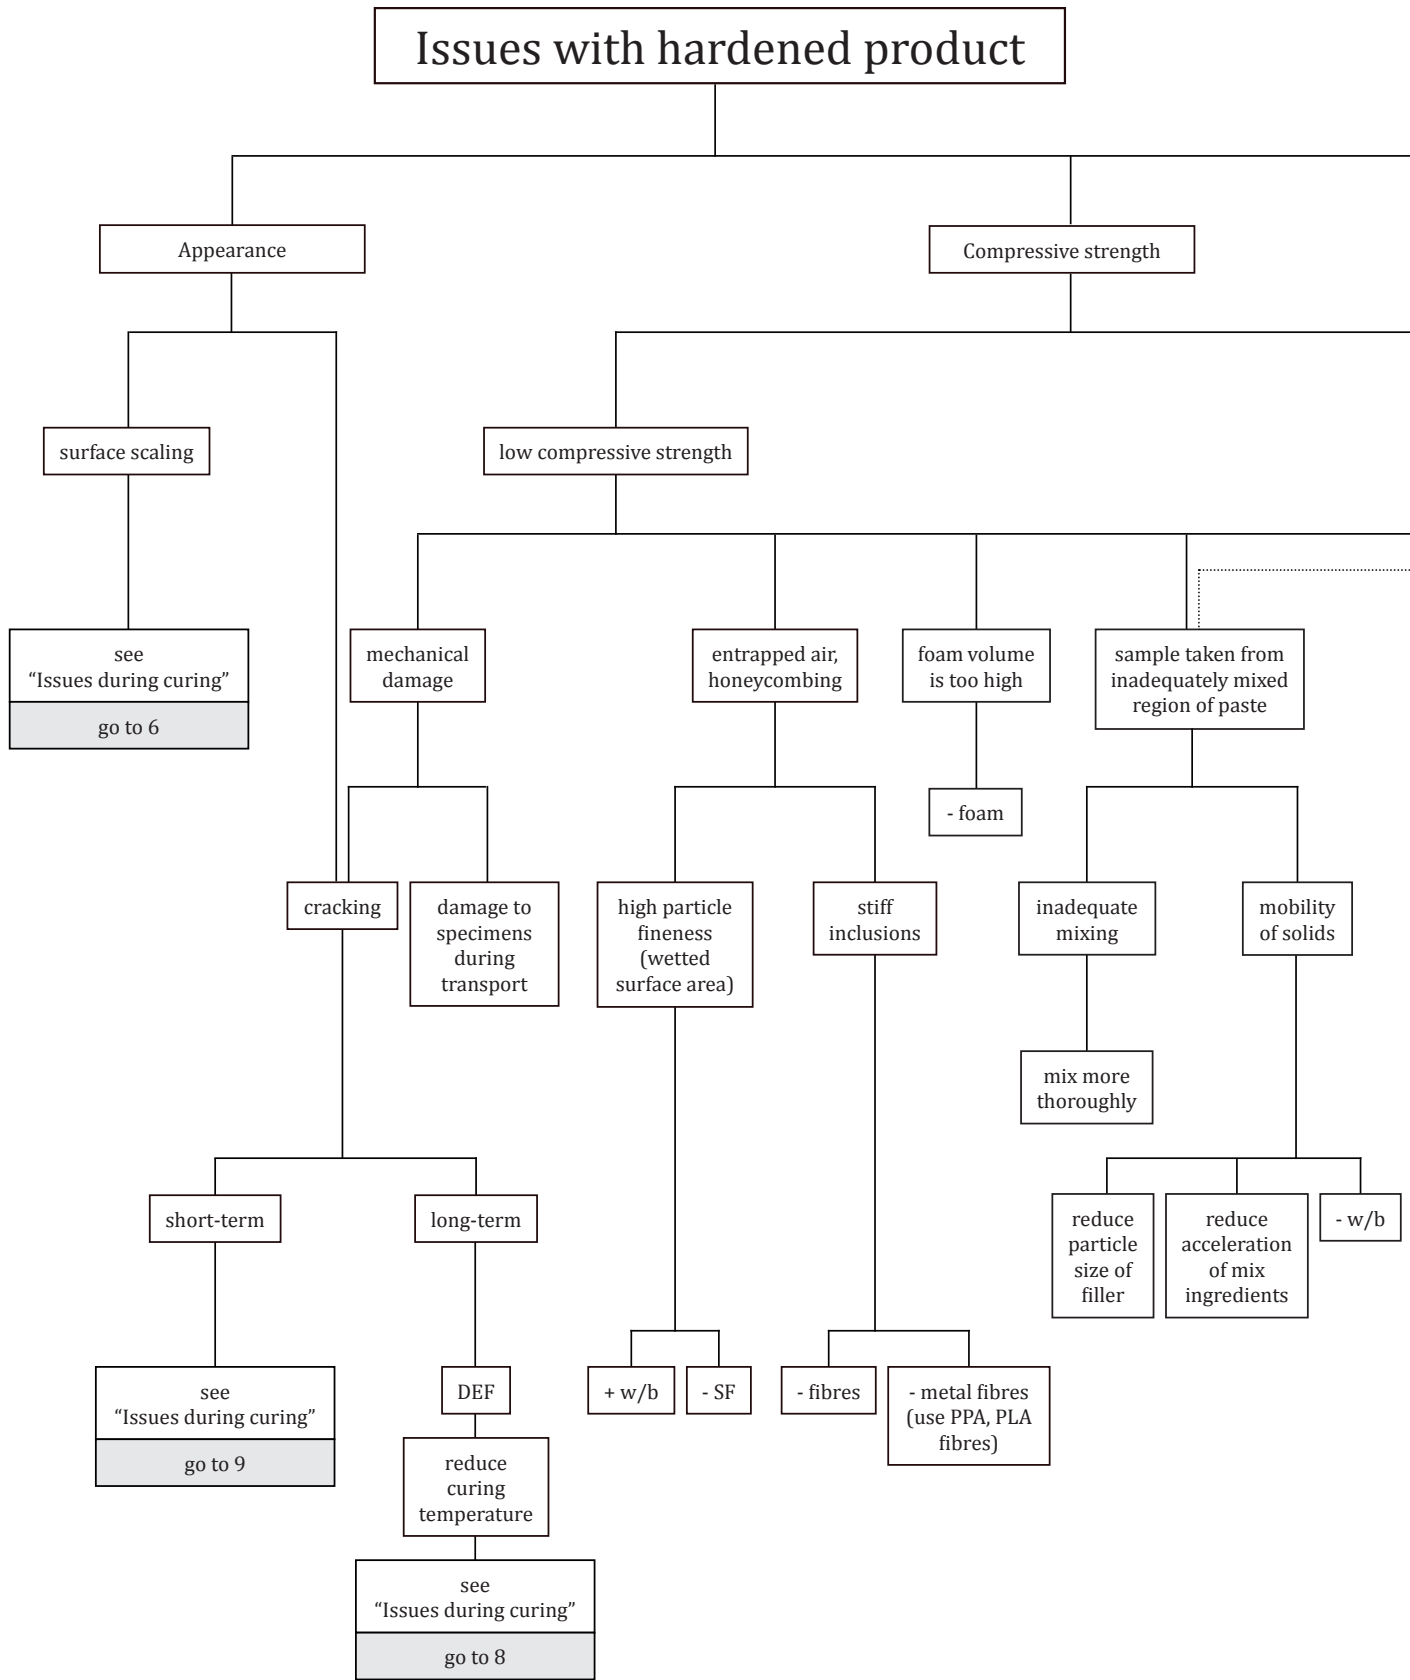 Issues with hardened product
Appearance
Compressive strength
surface scaling
low compressive strength
see
“Issues during curing”
go to 6
mechanical
damage
entrapped air,
honeycombing
foam volume
is too high
sample taken from
inadequately mixed
region of paste
- foam
cracking
damage to
specimens
during
transport
high particle
fineness
(wetted
surface area)
stiff
inclusions
inadequate
mixing
mobility
of solids
mix more
thoroughly
short-term
long-term
reduce
particle
size of
filler
reduce
acceleration
of mix
ingredients
- w/b
see
“Issues during curing”
go to 9
DEF
+ w/b
- SF
- fibres
- metal fibres
(use PPA, PLA
fibres)
reduce
curing
temperature
see
“Issues during curing”
go to 8